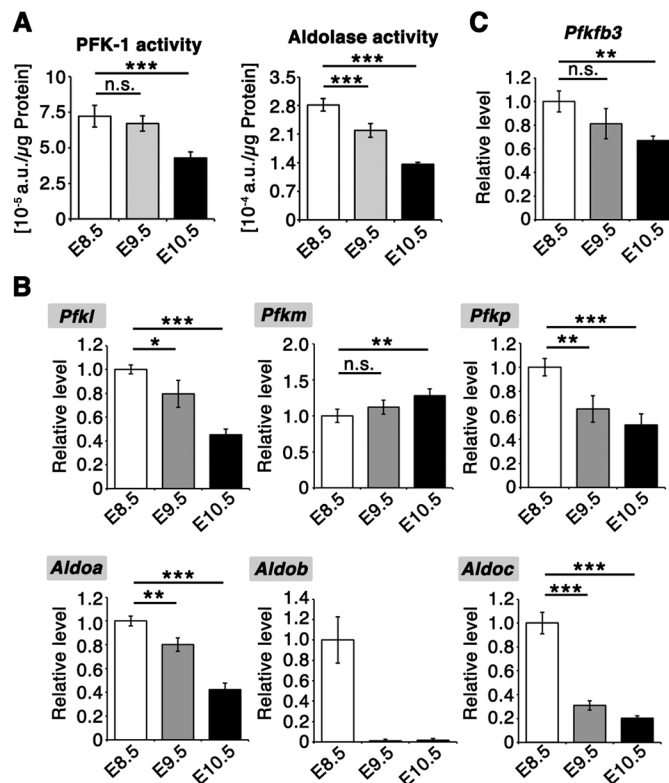 A
PFK-1 activity
[10-5 a.u./µg Protein]
10
7.5
5.0
2.5
0
***
n.s.
E8.5
E9.5
E10.5
Aldolase activity
[10-4 a.u./µg Protein]
3.5
2.8
2.1
1.4
0.7
0
***
***
E8.5
E9.5
E10.5
C
Pfkfb3
Relative level
1.2
1.0
0.8
0.6
0.4
0.2
0
**
n.s.
E8.5
E9.5
E10.5
B
Pfkl
Relative level
1.2
1.0
0.8
0.6
0.4
0.2
0
***
*
E8.5
E9.5
E10.5
Pfkm
Relative level
2.0
1.5
1.0
0.5
0
**
n.s.
E8.5
E9.5
E10.5
Pfkp
Relative level
1.2
1.0
0.8
0.6
0.4
0.2
0
***
**
E8.5
E9.5
E10.5
Aldoa
Relative level
1.2
1.0
0.8
0.6
0.4
0.2
0
***
**
E8.5
E9.5
E10.5
Aldob
Relative level
1.4
1.2
1.0
0.8
0.6
0.4
0.2
0
E8.5
E9.5
E10.5
Aldoc
Relative level
1.2
1.0
0.8
0.6
0.4
0.2
0
***
***
E8.5
E9.5
E10.5